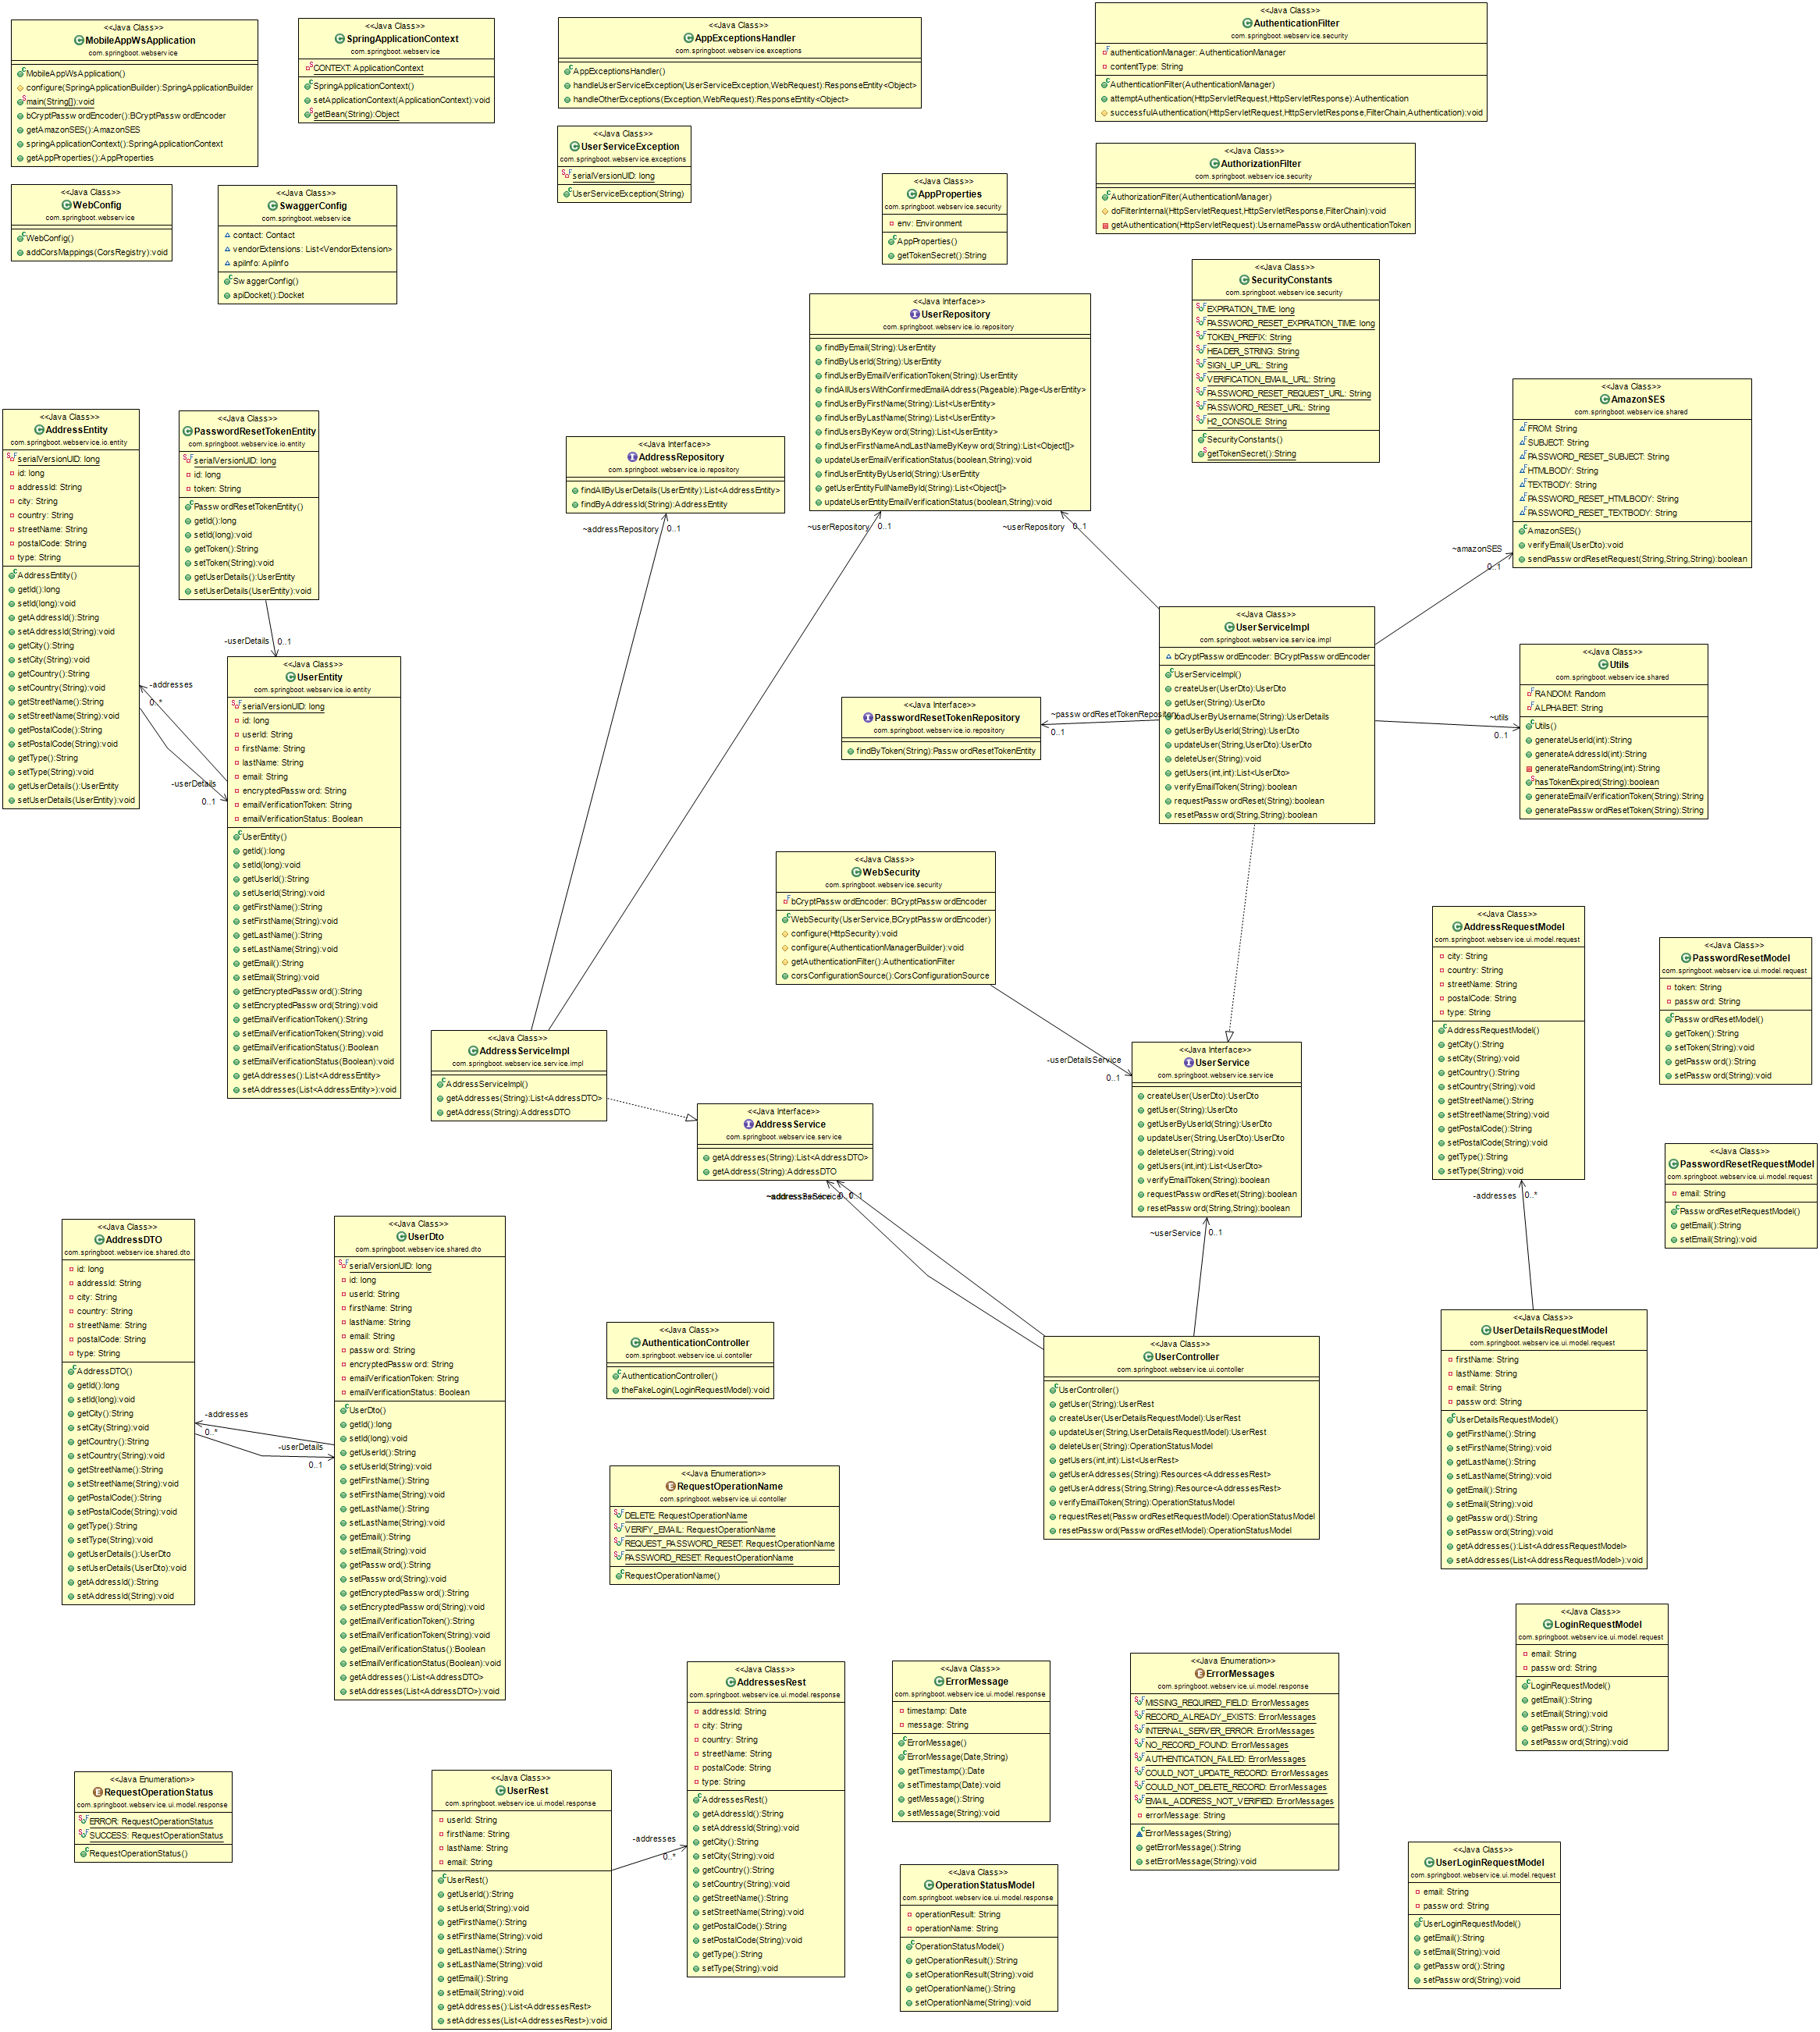 <<Java Class>>
MobileAppWsApplication
com.springboot.webservice
MobileAppWsApplication()
configure(SpringApplicationBuilder):SpringApplicationBuilder
main(String[]):void
bCryptPasswordEncoder():BCryptPasswordEncoder
getAmazonSES():AmazonSES
springApplicationContext():SpringApplicationContext
getAppProperties():AppProperties
<<Java Class>>
SpringApplicationContext
com.springboot.webservice
CONTEXT: ApplicationContext
SpringApplicationContext()
setApplicationContext(ApplicationContext):void
getBean(String):Object
<<Java Class>>
AppExceptionsHandler
com.springboot.webservice.exceptions
AppExceptionsHandler()
handleUserServiceException(UserServiceException,WebRequest):ResponseEntity<Object>
handleOtherExceptions(Exception,WebRequest):ResponseEntity<Object>
<<Java Class>>
AuthenticationFilter
com.springboot.webservice.security
authenticationManager: AuthenticationManager
contentType: String
AuthenticationFilter(AuthenticationManager)
attemptAuthentication(HttpServletRequest,HttpServletResponse):Authentication
successfulAuthentication(HttpServletRequest,HttpServletResponse,FilterChain,Authentication):void
<<Java Class>>
UserServiceException
com.springboot.webservice.exceptions
serialVersionUID: long
UserServiceException(String)
<<Java Class>>
AuthorizationFilter
com.springboot.webservice.security
AuthorizationFilter(AuthenticationManager)
doFilterInternal(HttpServletRequest,HttpServletResponse,FilterChain):void
getAuthentication(HttpServletRequest):UsernamePasswordAuthenticationToken
<<Java Class>>
WebConfig
com.springboot.webservice
WebConfig()
addCorsMappings(CorsRegistry):void
<<Java Class>>
SwaggerConfig
com.springboot.webservice
contact: Contact
vendorExtensions: List<VendorExtension>
apiInfo: ApiInfo
SwaggerConfig()
apiDocket():Docket
<<Java Class>>
AppProperties
com.springboot.webservice.security
env: Environment
AppProperties()
getTokenSecret():String
<<Java Class>>
SecurityConstants
com.springboot.webservice.security
EXPIRATION_TIME: long
PASSWORD_RESET_EXPIRATION_TIME: long
TOKEN_PREFIX: String
HEADER_STRING: String
SIGN_UP_URL: String
VERIFICATION_EMAIL_URL: String
PASSWORD_RESET_REQUEST_URL: String
PASSWORD_RESET_URL: String
H2_CONSOLE: String
SecurityConstants()
getTokenSecret():String
<<Java Interface>>
UserRepository
com.springboot.webservice.io.repository
findByEmail(String):UserEntity
findByUserId(String):UserEntity
findUserByEmailVerificationToken(String):UserEntity
findAllUsersWithConfirmedEmailAddress(Pageable):Page<UserEntity>
findUserByFirstName(String):List<UserEntity>
findUserByLastName(String):List<UserEntity>
findUsersByKeyword(String):List<UserEntity>
findUserFirstNameAndLastNameByKeyword(String):List<Object[]>
updateUserEmailVerificationStatus(boolean,String):void
findUserEntityByUserId(String):UserEntity
getUserEntityFullNameById(String):List<Object[]>
updateUserEntityEmailVerificationStatus(boolean,String):void
<<Java Class>>
AmazonSES
com.springboot.webservice.shared
FROM: String
SUBJECT: String
PASSWORD_RESET_SUBJECT: String
HTMLBODY: String
TEXTBODY: String
PASSWORD_RESET_HTMLBODY: String
PASSWORD_RESET_TEXTBODY: String
AmazonSES()
verifyEmail(UserDto):void
sendPasswordResetRequest(String,String,String):boolean
<<Java Class>>
AddressEntity
com.springboot.webservice.io.entity
serialVersionUID: long
id: long
addressId: String
city: String
country: String
streetName: String
postalCode: String
type: String
AddressEntity()
getId():long
setId(long):void
getAddressId():String
setAddressId(String):void
getCity():String
setCity(String):void
getCountry():String
setCountry(String):void
getStreetName():String
setStreetName(String):void
getPostalCode():String
setPostalCode(String):void
getType():String
setType(String):void
getUserDetails():UserEntity
setUserDetails(UserEntity):void
<<Java Class>>
PasswordResetTokenEntity
com.springboot.webservice.io.entity
serialVersionUID: long
id: long
token: String
PasswordResetTokenEntity()
getId():long
setId(long):void
getToken():String
setToken(String):void
getUserDetails():UserEntity
setUserDetails(UserEntity):void
<<Java Interface>>
AddressRepository
com.springboot.webservice.io.repository
findAllByUserDetails(UserEntity):List<AddressEntity>
findByAddressId(String):AddressEntity
~addressRepository
0..1
~userRepository
0..1
~userRepository
0..1
~amazonSES
0..1
-userDetails
0..1
-addresses
0..*
-userDetails
0..1
<<Java Class>>
UserEntity
com.springboot.webservice.io.entity
serialVersionUID: long
id: long
userId: String
firstName: String
lastName: String
email: String
encryptedPassword: String
emailVerificationToken: String
emailVerificationStatus: Boolean
UserEntity()
getId():long
setId(long):void
getUserId():String
setUserId(String):void
getFirstName():String
setFirstName(String):void
getLastName():String
setLastName(String):void
getEmail():String
setEmail(String):void
getEncryptedPassword():String
setEncryptedPassword(String):void
getEmailVerificationToken():String
setEmailVerificationToken(String):void
getEmailVerificationStatus():Boolean
setEmailVerificationStatus(Boolean):void
getAddresses():List<AddressEntity>
setAddresses(List<AddressEntity>):void
<<Java Class>>
UserServiceImpl
com.springboot.webservice.service.impl
bCryptPasswordEncoder: BCryptPasswordEncoder
UserServiceImpl()
createUser(UserDto):UserDto
getUser(String):UserDto
loadUserByUsername(String):UserDetails
getUserByUserId(String):UserDto
updateUser(String,UserDto):UserDto
deleteUser(String):void
getUsers(int,int):List<UserDto>
verifyEmailToken(String):boolean
requestPasswordReset(String):boolean
resetPassword(String,String):boolean
<<Java Interface>>
PasswordResetTokenRepository
com.springboot.webservice.io.repository
findByToken(String):PasswordResetTokenEntity
~passwordResetTokenRepository
0..1
~utils
0..1
<<Java Class>>
Utils
com.springboot.webservice.shared
RANDOM: Random
ALPHABET: String
Utils()
generateUserId(int):String
generateAddressId(int):String
generateRandomString(int):String
hasTokenExpired(String):boolean
generateEmailVerificationToken(String):String
generatePasswordResetToken(String):String
<<Java Class>>
WebSecurity
com.springboot.webservice.security
bCryptPasswordEncoder: BCryptPasswordEncoder
WebSecurity(UserService,BCryptPasswordEncoder)
configure(HttpSecurity):void
configure(AuthenticationManagerBuilder):void
getAuthenticationFilter():AuthenticationFilter
corsConfigurationSource():CorsConfigurationSource
<<Java Class>>
AddressRequestModel
com.springboot.webservice.ui.model.request
city: String
country: String
streetName: String
postalCode: String
type: String
AddressRequestModel()
getCity():String
setCity(String):void
getCountry():String
setCountry(String):void
getStreetName():String
setStreetName(String):void
getPostalCode():String
setPostalCode(String):void
getType():String
setType(String):void
<<Java Class>>
PasswordResetModel
com.springboot.webservice.ui.model.request
token: String
password: String
PasswordResetModel()
getToken():String
setToken(String):void
getPassword():String
setPassword(String):void
<<Java Class>>
AddressServiceImpl
com.springboot.webservice.service.impl
AddressServiceImpl()
getAddresses(String):List<AddressDTO>
getAddress(String):AddressDTO
-userDetailsService
0..1
<<Java Interface>>
UserService
com.springboot.webservice.service
createUser(UserDto):UserDto
getUser(String):UserDto
getUserByUserId(String):UserDto
updateUser(String,UserDto):UserDto
deleteUser(String):void
getUsers(int,int):List<UserDto>
verifyEmailToken(String):boolean
requestPasswordReset(String):boolean
resetPassword(String,String):boolean
<<Java Interface>>
AddressService
com.springboot.webservice.service
getAddresses(String):List<AddressDTO>
getAddress(String):AddressDTO
0..1
~userService
0..1
-addresses
0..*
<<Java Class>>
PasswordResetRequestModel
com.springboot.webservice.ui.model.request
email: String
PasswordResetRequestModel()
getEmail():String
setEmail(String):void
<<Java Class>>
AddressDTO
com.springboot.webservice.shared.dto
id: long
addressId: String
city: String
country: String
streetName: String
postalCode: String
type: String
AddressDTO()
getId():long
setId(long):void
getCity():String
setCity(String):void
getCountry():String
setCountry(String):void
getStreetName():String
setStreetName(String):void
getPostalCode():String
setPostalCode(String):void
getType():String
setType(String):void
getUserDetails():UserDto
setUserDetails(UserDto):void
getAddressId():String
setAddressId(String):void
-addresses
0..*
-userDetails
0..1
<<Java Class>>
UserDto
com.springboot.webservice.shared.dto
serialVersionUID: long
id: long
userId: String
firstName: String
lastName: String
email: String
password: String
encryptedPassword: String
emailVerificationToken: String
emailVerificationStatus: Boolean
UserDto()
getId():long
setId(long):void
getUserId():String
setUserId(String):void
getFirstName():String
setFirstName(String):void
getLastName():String
setLastName(String):void
getEmail():String
setEmail(String):void
getPassword():String
setPassword(String):void
getEncryptedPassword():String
setEncryptedPassword(String):void
getEmailVerificationToken():String
setEmailVerificationToken(String):void
getEmailVerificationStatus():Boolean
setEmailVerificationStatus(Boolean):void
getAddresses():List<AddressDTO>
setAddresses(List<AddressDTO>):void
<<Java Class>>
AuthenticationController
com.springboot.webservice.ui.contoller
AuthenticationController()
theFakeLogin(LoginRequestModel):void
<<Java Class>>
UserController
com.springboot.webservice.ui.contoller
UserController()
getUser(String):UserRest
createUser(UserDetailsRequestModel):UserRest
updateUser(String,UserDetailsRequestModel):UserRest
deleteUser(String):OperationStatusModel
getUsers(int,int):List<UserRest>
getUserAddresses(String):Resources<AddressesRest>
getUserAddress(String,String):Resource<AddressesRest>
verifyEmailToken(String):OperationStatusModel
requestReset(PasswordResetRequestModel):OperationStatusModel
resetPassword(PasswordResetModel):OperationStatusModel
<<Java Class>>
UserDetailsRequestModel
com.springboot.webservice.ui.model.request
firstName: String
lastName: String
email: String
password: String
UserDetailsRequestModel()
getFirstName():String
setFirstName(String):void
getLastName():String
setLastName(String):void
getEmail():String
setEmail(String):void
getPassword():String
setPassword(String):void
getAddresses():List<AddressRequestModel>
setAddresses(List<AddressRequestModel>):void
<<Java Enumeration>>
RequestOperationName
com.springboot.webservice.ui.contoller
DELETE: RequestOperationName
VERIFY_EMAIL: RequestOperationName
REQUEST_PASSWORD_RESET: RequestOperationName
PASSWORD_RESET: RequestOperationName
RequestOperationName()
<<Java Class>>
LoginRequestModel
com.springboot.webservice.ui.model.request
email: String
password: String
LoginRequestModel()
getEmail():String
setEmail(String):void
getPassword():String
setPassword(String):void
<<Java Class>>
AddressesRest
com.springboot.webservice.ui.model.response
addressId: String
city: String
country: String
streetName: String
postalCode: String
type: String
AddressesRest()
getAddressId():String
setAddressId(String):void
getCity():String
setCity(String):void
getCountry():String
setCountry(String):void
getStreetName():String
setStreetName(String):void
getPostalCode():String
setPostalCode(String):void
getType():String
setType(String):void
<<Java Class>>
ErrorMessage
com.springboot.webservice.ui.model.response
timestamp: Date
message: String
ErrorMessage()
ErrorMessage(Date,String)
getTimestamp():Date
setTimestamp(Date):void
getMessage():String
setMessage(String):void
<<Java Enumeration>>
ErrorMessages
com.springboot.webservice.ui.model.response
MISSING_REQUIRED_FIELD: ErrorMessages
RECORD_ALREADY_EXISTS: ErrorMessages
INTERNAL_SERVER_ERROR: ErrorMessages
NO_RECORD_FOUND: ErrorMessages
AUTHENTICATION_FAILED: ErrorMessages
COULD_NOT_UPDATE_RECORD: ErrorMessages
COULD_NOT_DELETE_RECORD: ErrorMessages
EMAIL_ADDRESS_NOT_VERIFIED: ErrorMessages
errorMessage: String
ErrorMessages(String)
getErrorMessage():String
setErrorMessage(String):void
<<Java Enumeration>>
RequestOperationStatus
com.springboot.webservice.ui.model.response
ERROR: RequestOperationStatus
SUCCESS: RequestOperationStatus
RequestOperationStatus()
<<Java Class>>
UserRest
com.springboot.webservice.ui.model.response
userId: String
firstName: String
lastName: String
email: String
UserRest()
getUserId():String
setUserId(String):void
getFirstName():String
setFirstName(String):void
getLastName():String
setLastName(String):void
getEmail():String
setEmail(String):void
getAddresses():List<AddressesRest>
setAddresses(List<AddressesRest>):void
-addresses
0..*
<<Java Class>>
OperationStatusModel
com.springboot.webservice.ui.model.response
operationResult: String
operationName: String
OperationStatusModel()
getOperationResult():String
setOperationResult(String):void
getOperationName():String
setOperationName(String):void
<<Java Class>>
UserLoginRequestModel
com.springboot.webservice.ui.model.request
email: String
password: String
UserLoginRequestModel()
getEmail():String
setEmail(String):void
getPassword():String
setPassword(String):void